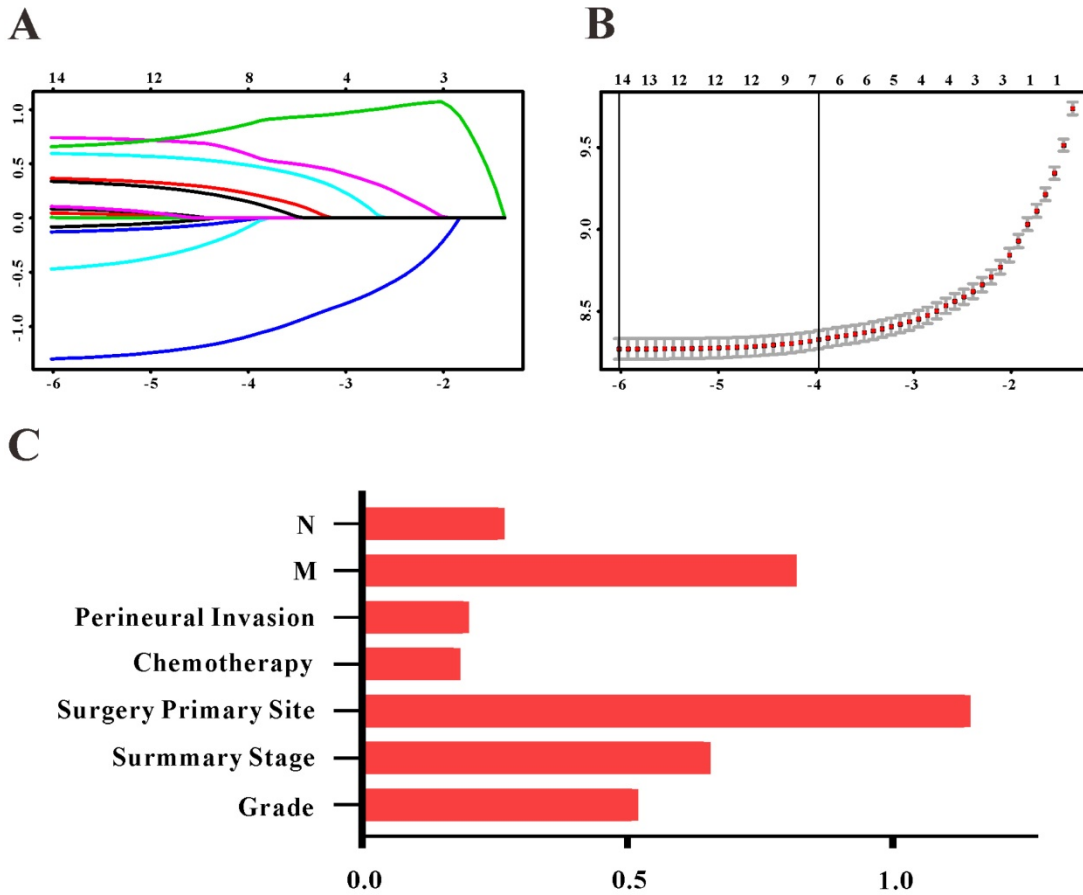 A
14 12 8 4 3
1.0
0.5
0.0
-0.5
-1.0
-6 -5 -4 -3 -2
B
14 13 12 12 12 9 7 6 6 5 4 4 3 3 1 1
9.5
9.0
8.5
-6 -5 -4 -3 -2
C
N
M
Perineural Invasion
Chemotherapy
Surgery Primary Site
Surmmary Stage
Grade
0.0 0.5 1.0